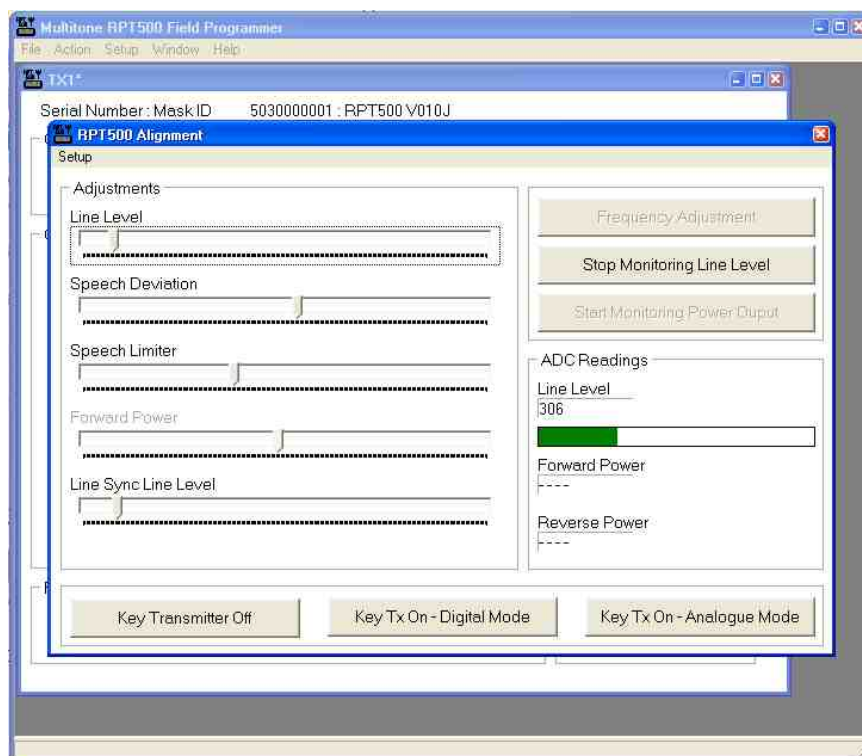 Multitone RPT500 Field Programmer
File Action Setup Window Help
TX1*
Serial Number : Mask ID 5030000001 : RPT500 V010J
RPT500 Alignment
Setup
Adjustments
Line Level
Speech Deviation
Speech Limiter
Forward Power
Line Sync Line Level
Frequency Adjustment
Stop Monitoring Line Level
Start Monitoring Power Ouput
ADC Readings
Line Level
306
Forward Power
----
Reverse Power
----
Key Transmitter Off
Key Tx On - Digital Mode
Key Tx On - Analogue Mode